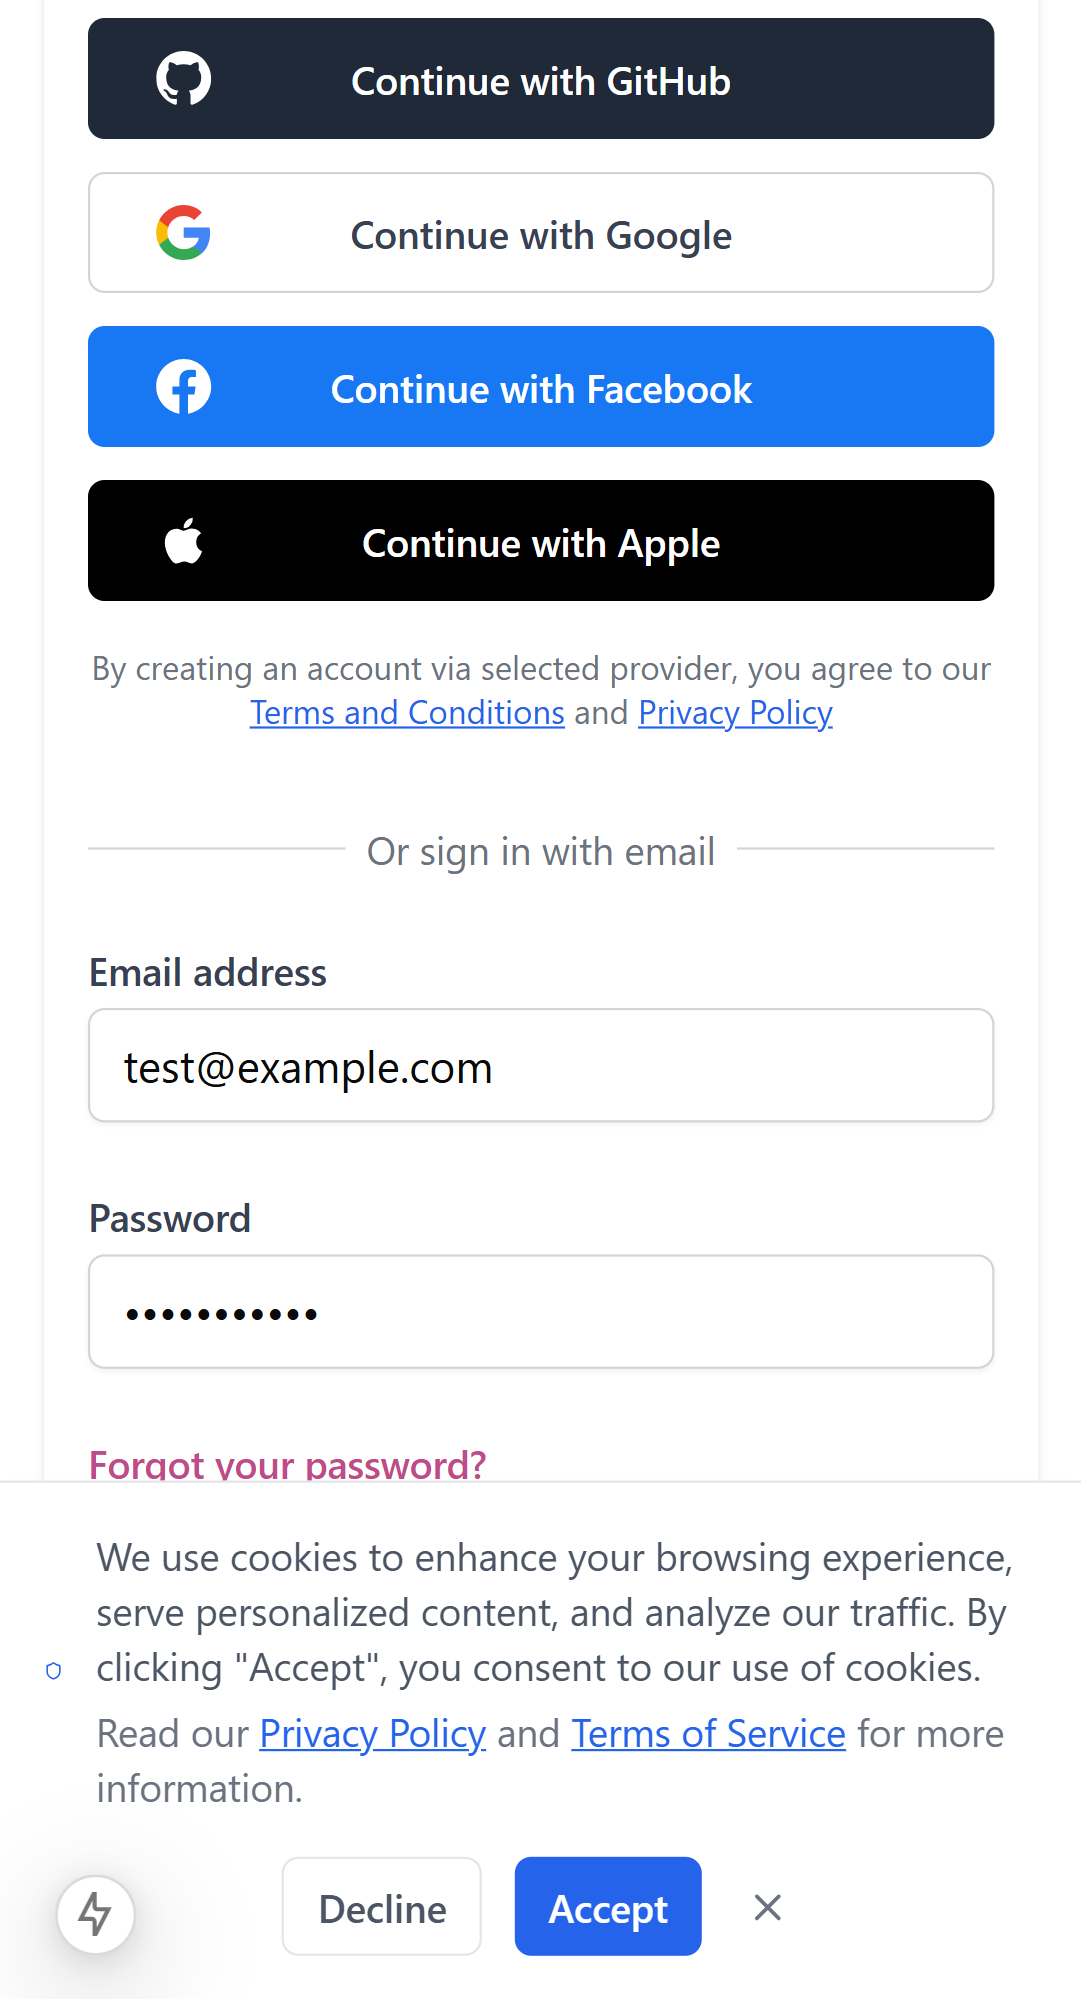 Continue with GitHub
Continue with Google
Continue with Facebook
Continue with Apple
By creating an account via selected provider, you agree to our
Terms and Conditions and Privacy Policy
Or sign in with email
Email address
test@example.com
Password
•••••••••••
Forgot your password?
We use cookies to enhance your browsing experience,
serve personalized content, and analyze our traffic. By
clicking "Accept", you consent to our use of cookies.
Read our Privacy Policy and Terms of Service for more
information.
Decline
Accept